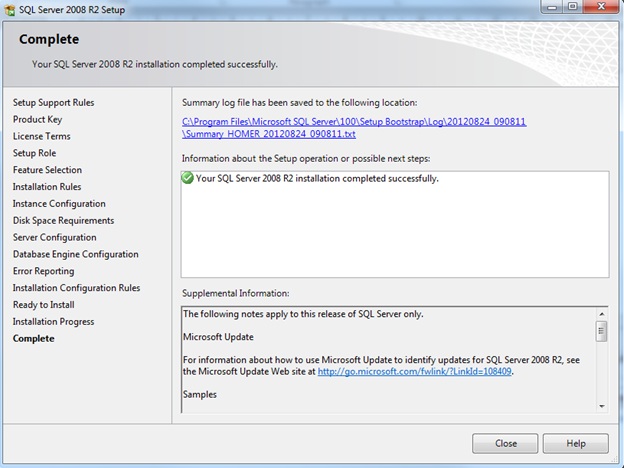 SQL Server 2008 R2 Setup
Complete
Your SQL Server 2008 R2 installation completed successfully.
Setup Support Rules
Product Key
License Terms
Setup Role
Feature Selection
Installation Rules
Instance Configuration
Disk Space Requirements
Server Configuration
Database Engine Configuration
Error Reporting
Installation Configuration Rules
Ready to Install
Installation Progress
Complete
Summary log file has been saved to the following location:
C:\Program Files\Microsoft SQL Server\100\Setup Bootstrap\Log\20120824_090811
\Summary_HOMER_20120824_090811.txt
Information about the Setup operation or possible next steps:
Your SQL Server 2008 R2 installation completed successfully.
Supplemental Information:
The following notes apply to this release of SQL Server only.
Microsoft Update
For information about how to use Microsoft Update to identify updates for SQL Server 2008 R2, see
the Microsoft Update Web site at http://go.microsoft.com/fwlink/?LinkId=108409.
Samples
Close
Help